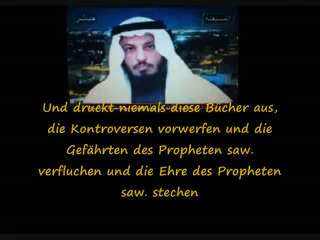 مباشر
Und druckt niemals diese Bücher aus,
die Kontroversen vorwerfen und die
Gefährten des Propheten saw.
verfluchen und die Ehre des Propheten
saw. stechen